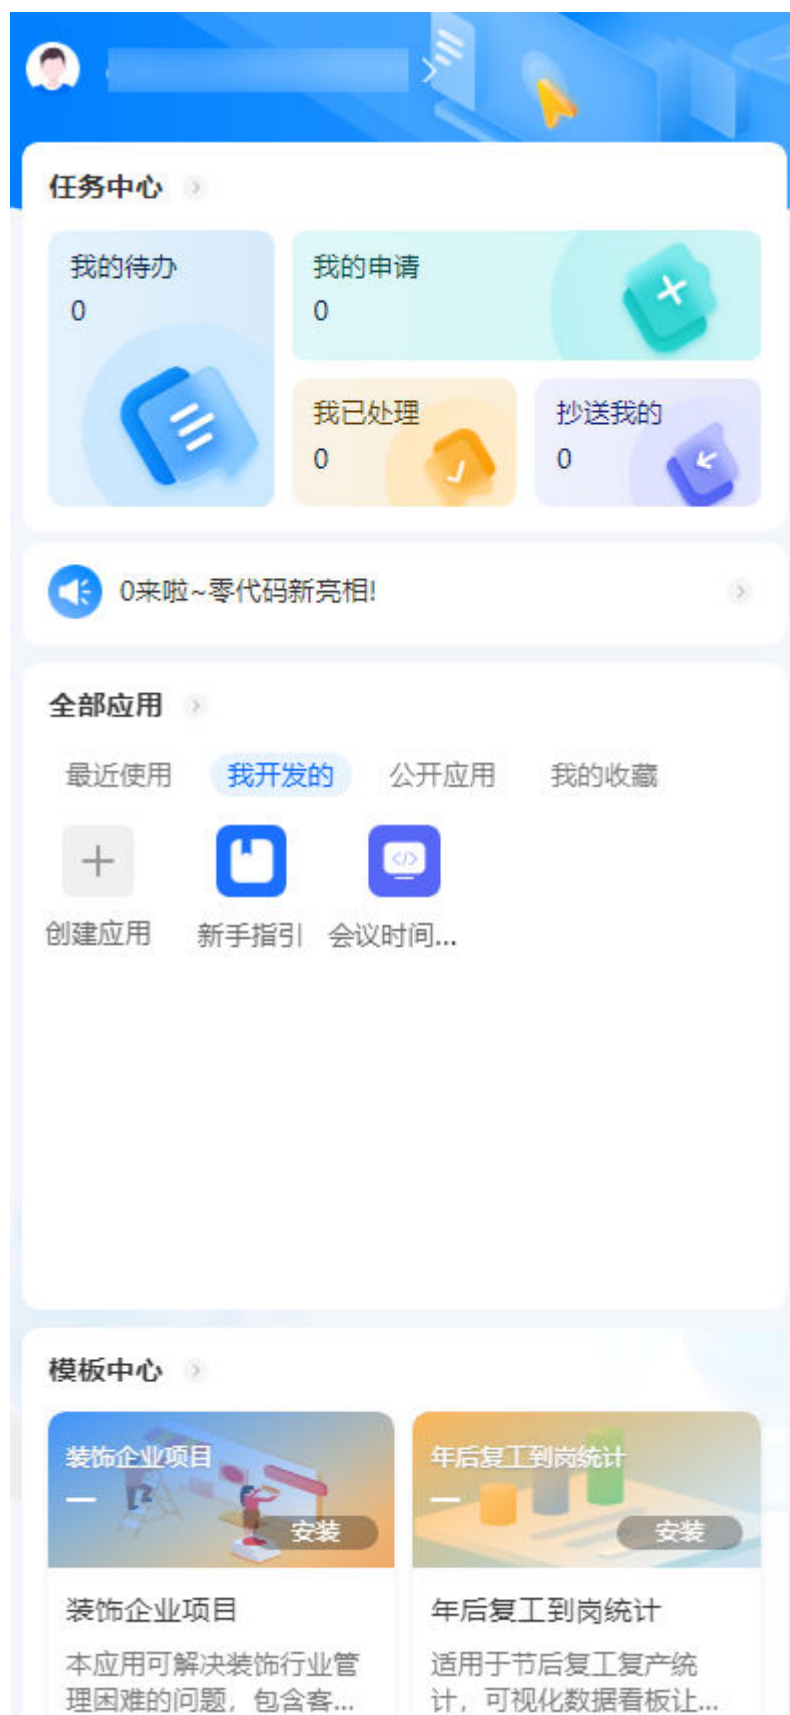 任务中心
我的待办
0
我的申请
0
我已处理
0
抄送我的
0
0来啦~零代码新亮相!
全部应用
最近使用 我开发的 公开应用 我的收藏
创建应用 新手指引 会议时间...
模板中心
装饰企业项目
安装
年后复工到岗统计
安装
装饰企业项目
本应用可解决装饰行业管
理困难的问题，包含客...
年后复工到岗统计
适用于节后复工复产统
计，可视化数据看板让...